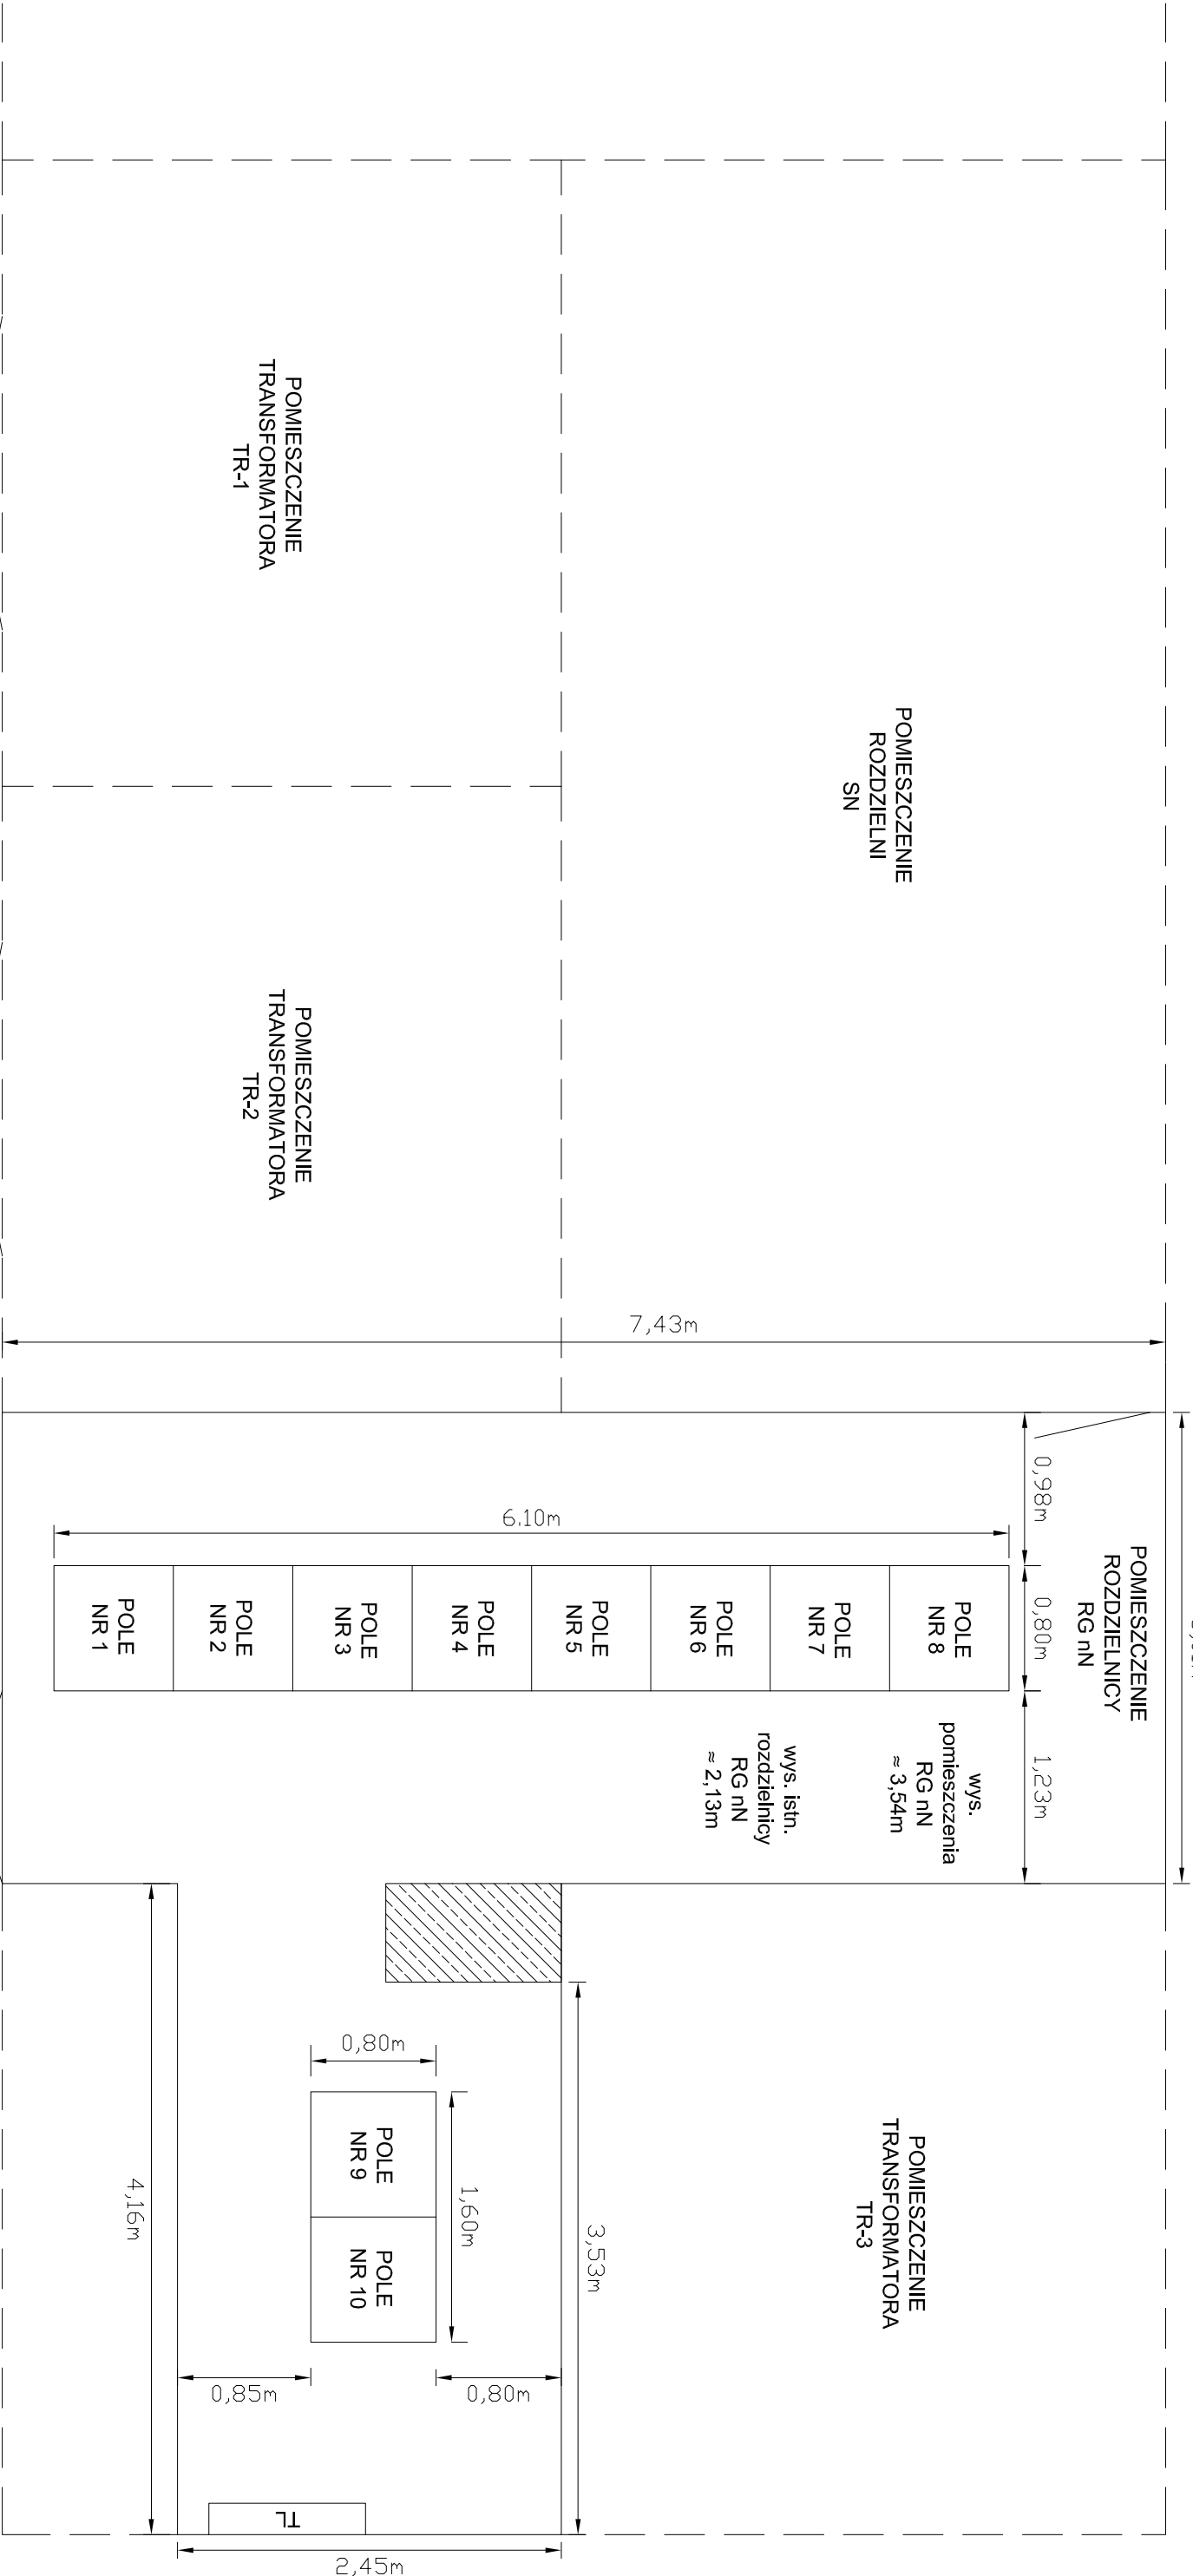 POMIESZCZENIE
TRANSFORMATORA
TR-1
POMIESZCZENIE
ROZDZIELNI
SN
POMIESZCZENIE
TRANSFORMATORA
TR-2
7,43m
0,98m
0,80m
1,23m
POMIESZCZENIE
ROZDZIELNICY
RG nN
6.10m
POLE
NR 8
POLE
NR 7
POLE
NR 6
POLE
NR 5
POLE
NR 4
POLE
NR 3
POLE
NR 2
POLE
NR 1
wys.
pomieszczenia
RG nN
≈ 3,54m
wys. istn.
rozdzielnicy
RG nN
≈ 2,13m
POMIESZCZENIE
TRANSFORMATORA
TR-3
3,53m
0,80m
1,60m
POLE
NR 9
POLE
NR 10
4,16m
0,85m
0,80m
TL
2,45m